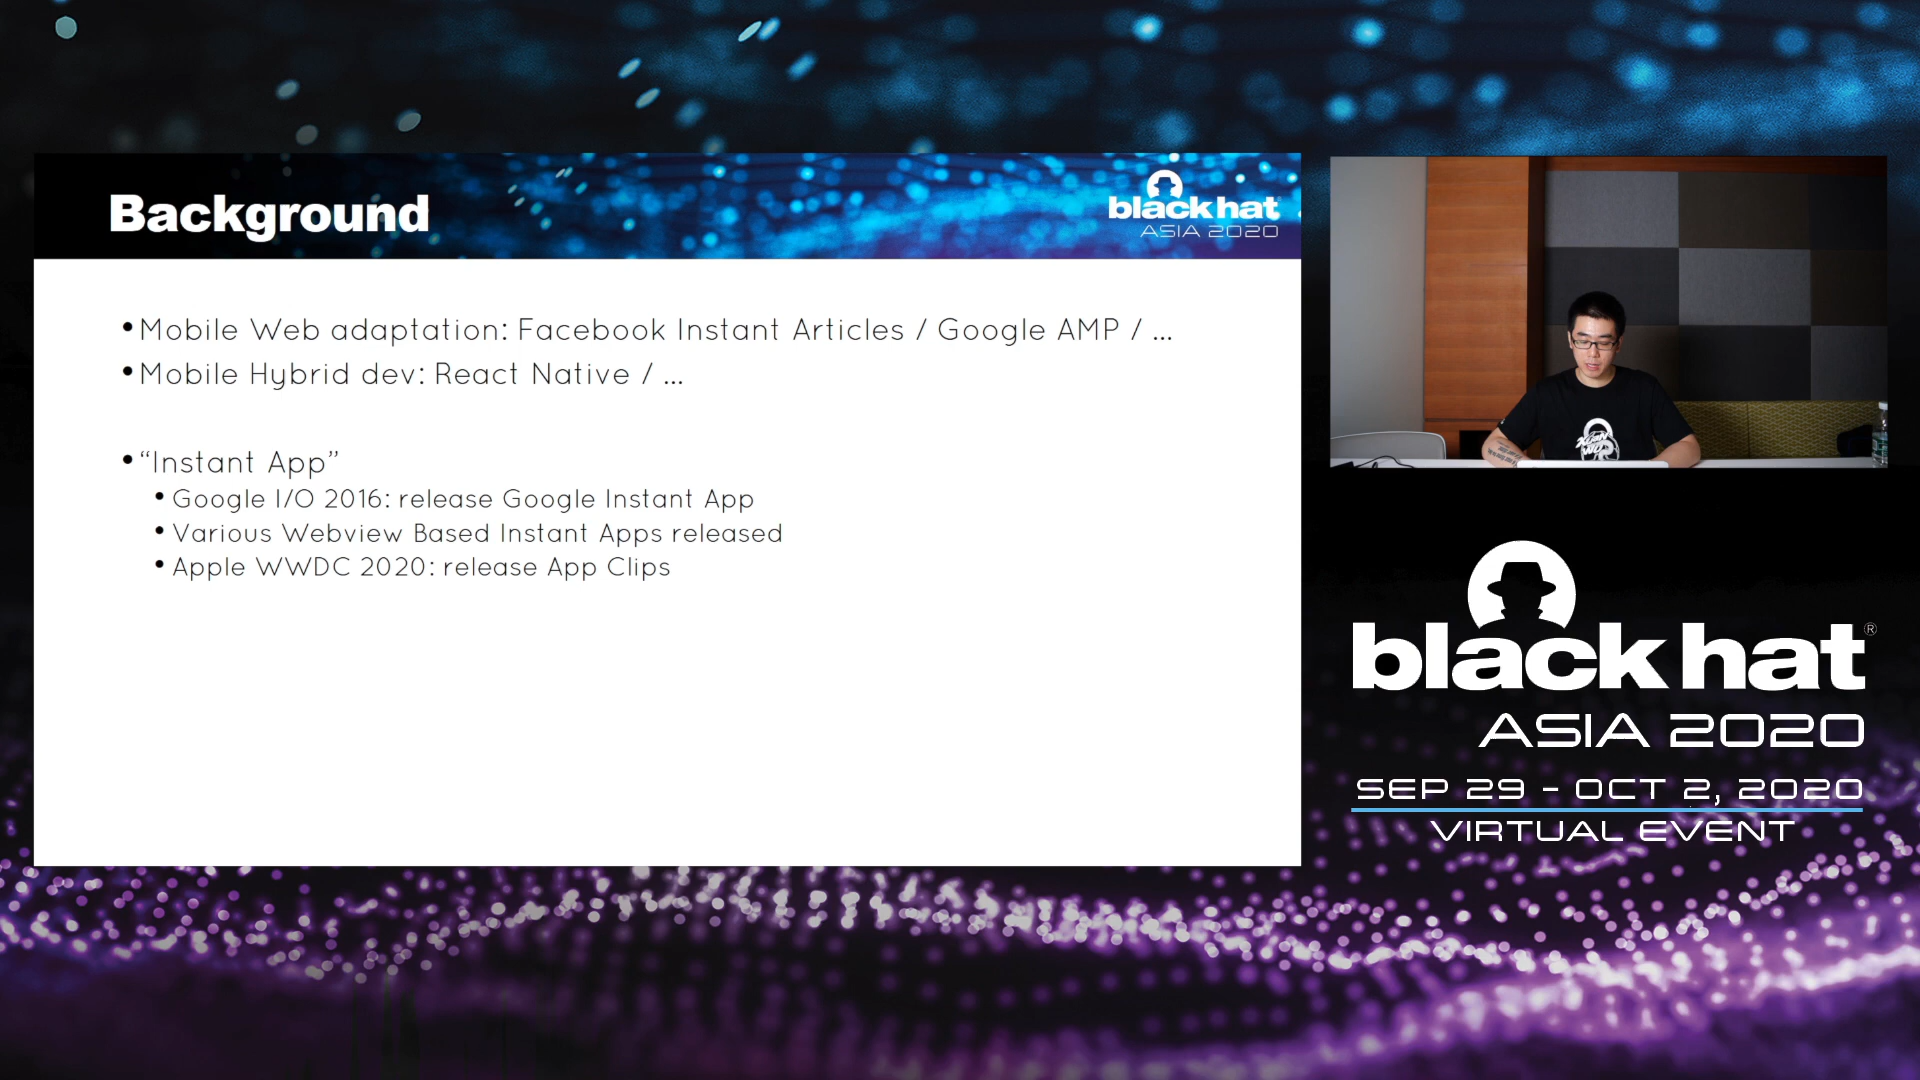 Background
black hat
ASIA 2020
•Mobile Web adaptation: Facebook Instant Articles / Google AMP / ...
•Mobile Hybrid dev: React Native / ...
•“Instant App”
•Google I/O 2016: release Google Instant App
•Various Webview Based Instant Apps released
•Apple WWDC 2020: release App Clips
black hat®
ASIA 2020
SEP 29 - OCT 2, 2020
VIRTUAL EVENT